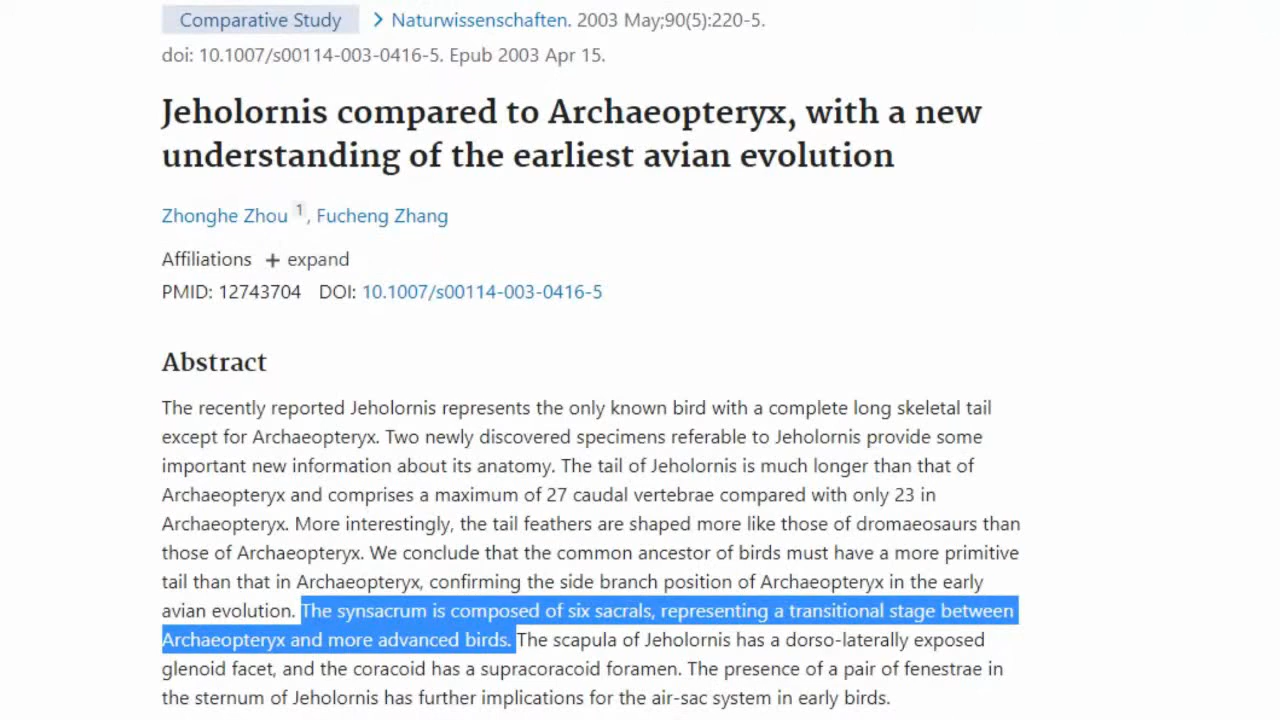 Comparative Study > Naturwissenschaften. 2003 May;90(5):220-5.
doi: 10.1007/s00114-003-0416-5. Epub 2003 Apr 15.
Jeholornis compared to Archaeopteryx, with a new
understanding of the earliest avian evolution
Zhonghe Zhou 1, Fucheng Zhang
Affiliations + expand
PMID: 12743704 DOI: 10.1007/s00114-003-0416-5
Abstract
The recently reported Jeholornis represents the only known bird with a complete long skeletal tail
except for Archaeopteryx. Two newly discovered specimens referable to Jeholornis provide some
important new information about its anatomy. The tail of Jeholornis is much longer than that of
Archaeopteryx and comprises a maximum of 27 caudal vertebrae compared with only 23 in
Archaeopteryx. More interestingly, the tail feathers are shaped more like those of dromaeosaurs than
those of Archaeopteryx. We conclude that the common ancestor of birds must have a more primitive
tail than that in Archaeopteryx, confirming the side branch position of Archaeopteryx in the early
avian evolution. The synsacrum is composed of six sacrals, representing a transitional stage between
Archaeopteryx and more advanced birds. The scapula of Jeholornis has a dorso-laterally exposed
glenoid facet, and the coracoid has a supracoracoid foramen. The presence of a pair of fenestrae in
the sternum of Jeholornis has further implications for the air-sac system in early birds.